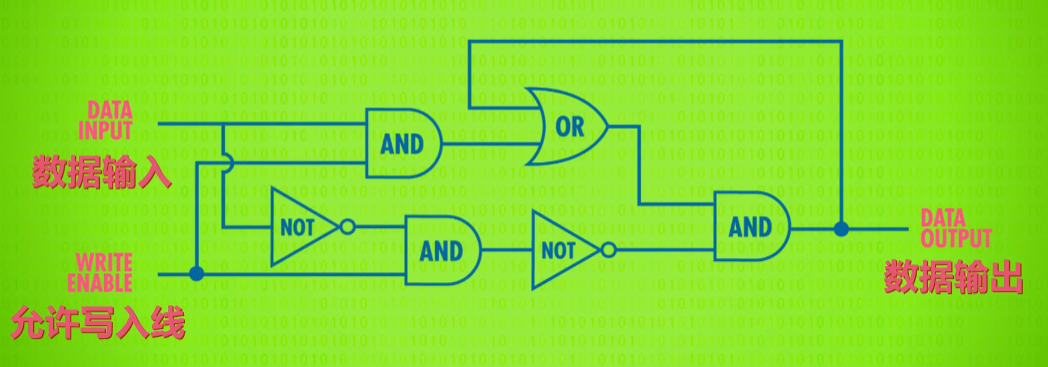 DATA
INPUT
数据输入
WRITE
ENABLE
允许写入线
AND
OR
NOT
AND
NOT
AND
DATA
OUTPUT
数据输出